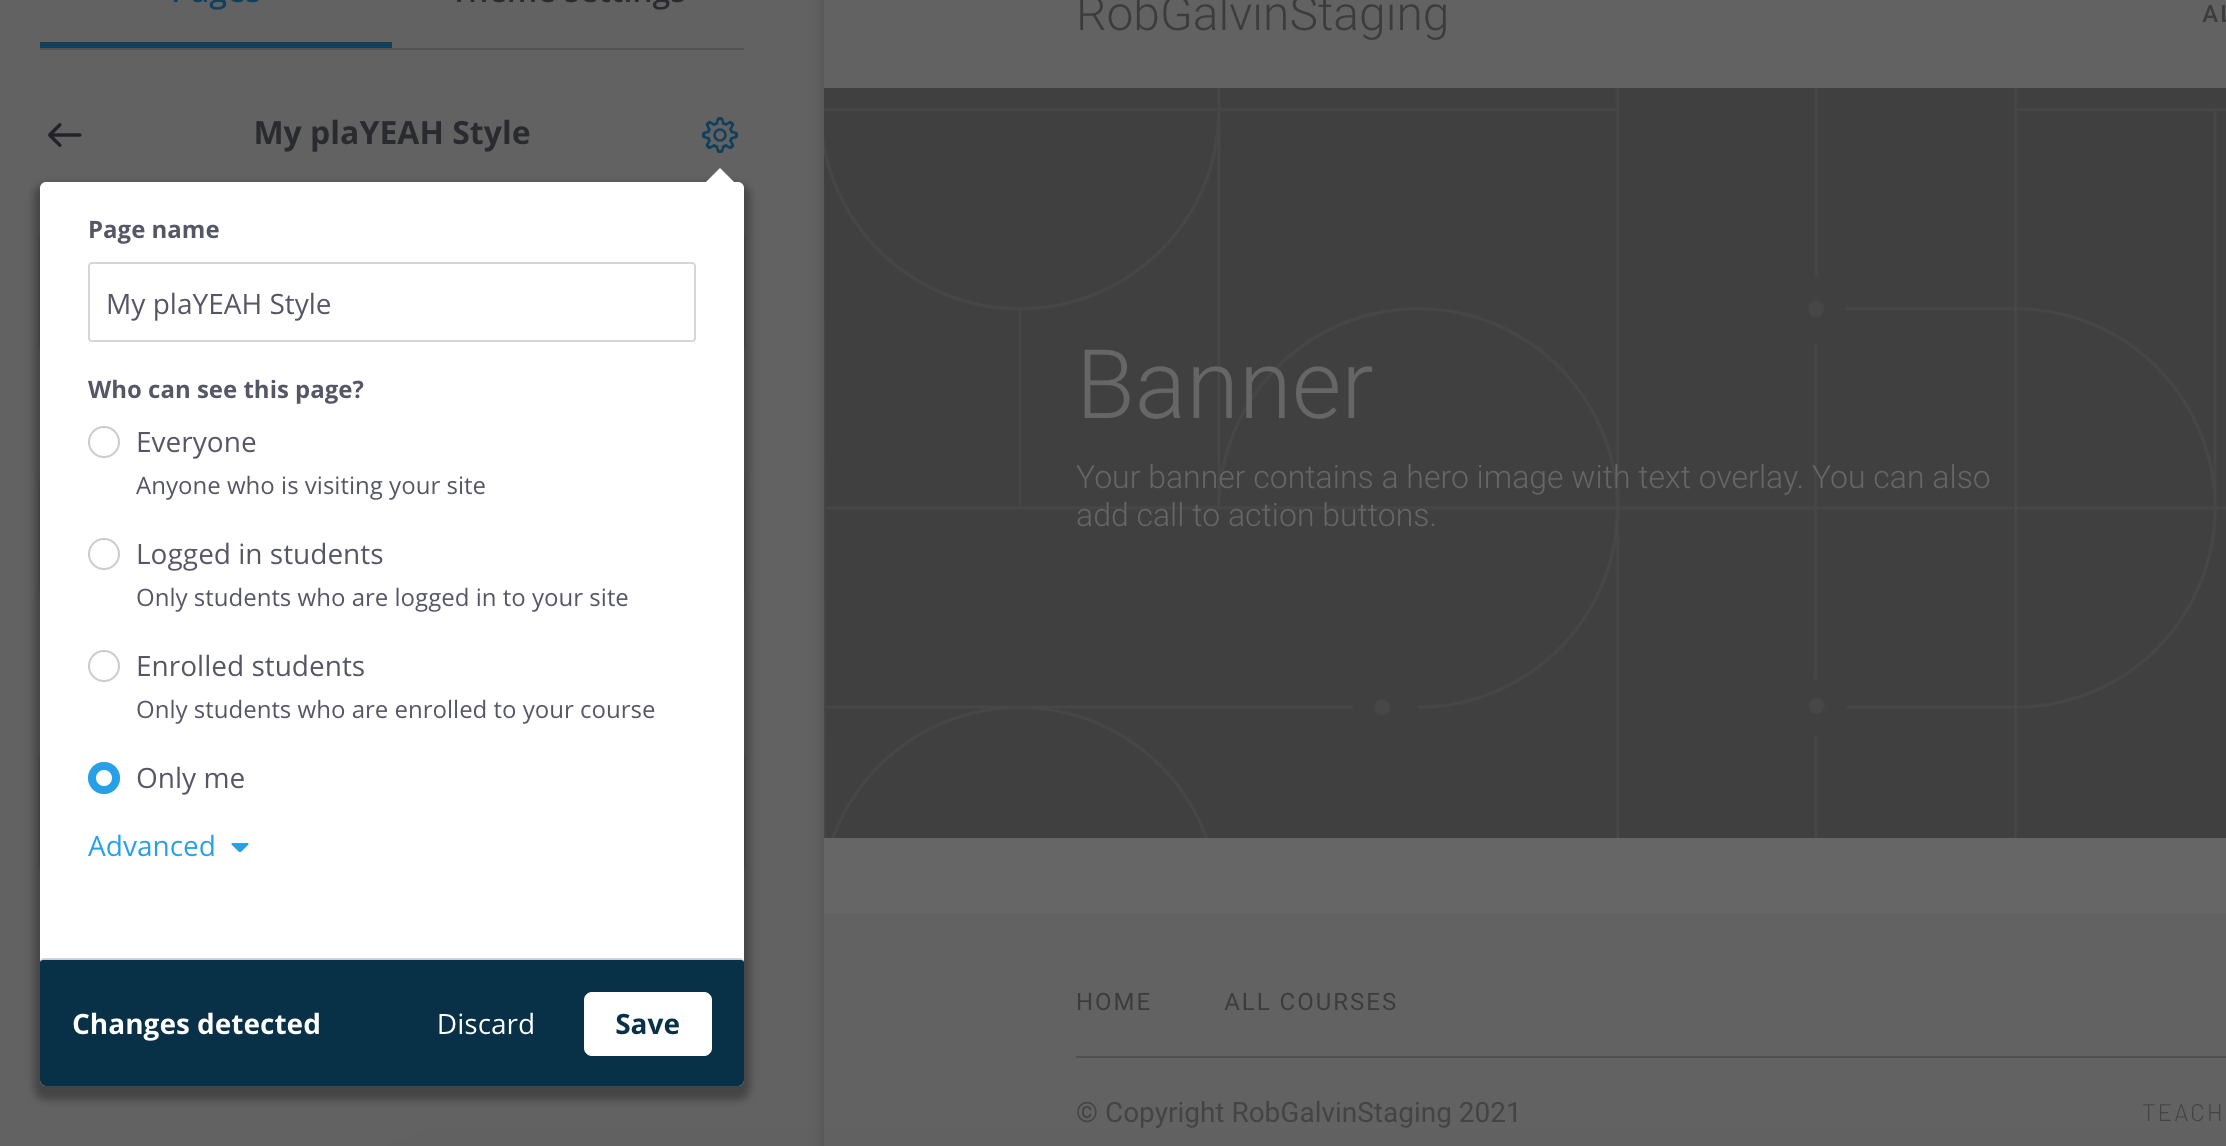 Pages
Theme settings
My plaYEAH Style
Page name
My plaYEAH Style
Who can see this page?
Everyone
Anyone who is visiting your site
Logged in students
Only students who are logged in to your site
Enrolled students
Only students who are enrolled to your course
Only me
Advanced
Changes detected
Discard
Save
RobGalvinStaging
Banner
Your banner contains a hero image with text overlay. You can also
add call to action buttons.
HOME
ALL COURSES
© Copyright RobGalvinStaging 2021
TEACH